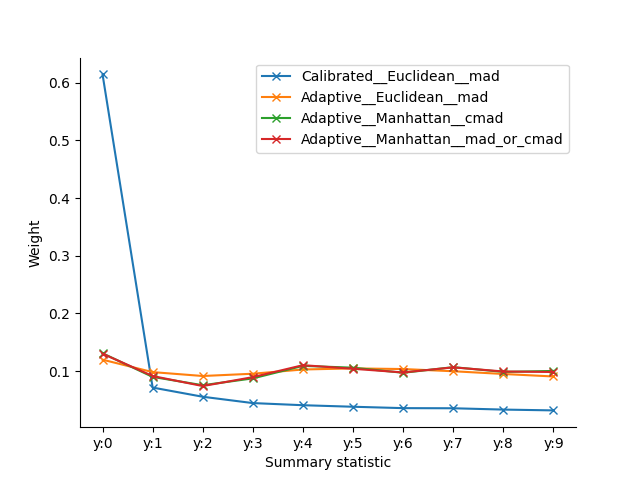 Calibrated__Euclidean__mad
Adaptive__Euclidean__mad
Adaptive__Manhattan__cmad
Adaptive__Manhattan__mad_or_cmad
0.6
0.5
0.4
0.3
0.2
0.1
Weight
y:0 y:1 y:2 y:3 y:4 y:5 y:6 y:7 y:8 y:9
Summary statistic